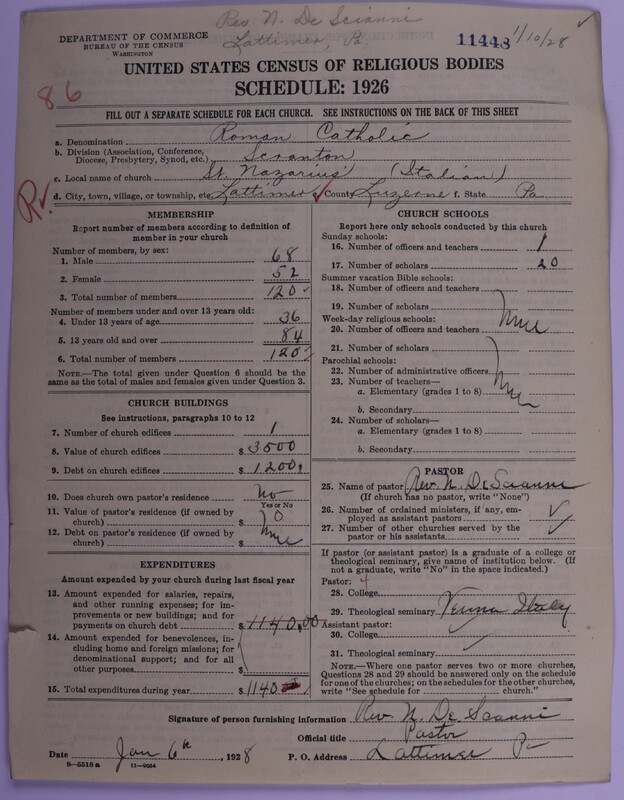 Rev. N. De Scianni
Lattimer, Pa
DEPARTMENT OF COMMERCE
BUREAU OF THE CENSUS
WASHINGTON
11443 1/10/28
UNITED STATES CENSUS OF RELIGIOUS BODIES
SCHEDULE: 1926
86
FILL OUT A SEPARATE SCHEDULE FOR EACH CHURCH. SEE INSTRUCTIONS ON THE BACK OF THIS SHEET
a. Denomination Roman Catholic
b. Division (Association, Conference,
Diocese, Presbytery, Synod, etc.) Scranton
c. Local name of church St. Nazarius (Italian)
d. City, town, village, or township, etc. Lattimer County Luzerne f. State Pa
MEMBERSHIP
Report number of members according to definition of
member in your church
Number of members, by sex:
1. Male 68
2. Female 52
3. Total number of members 120
Number of members under and over 13 years old:
4. Under 13 years of age 36
5. 13 years old and over 84
6. Total number of members 120
NOTE.—The total given under Question 6 should be
same as the total of males and females given under Question 3.
CHURCH BUILDINGS
See instructions, paragraphs 10 to 12
7. Number of church edifices 1
8. Value of church edifices $ 3500
9. Debt on church edifices $ 1200
10. Does church own pastor's residence No
Yes or No
11. Value of pastor's residence (if owned by
church) $ 0
12. Debt on pastor's residence (if owned by
church) $
EXPENDITURES
Amount expended by your church during last fiscal year
13. Amount expended for salaries, repairs,
and other running expenses; for im-
provements or new buildings; and for
payments on church debt $ 1140.00
14. Amount expended for benevolences, in-
cluding home and foreign missions; for
denominational support; and for all
other purposes $
15. Total expenditures during year $ 1140
CHURCH SCHOOLS
Report here only schools conducted by this church
Sunday schools:
16. Number of officers and teachers 1
17. Number of scholars 20
Summer vacation Bible schools:
18. Number of officers and teachers
19. Number of scholars
Week-day religious schools:
20. Number of officers and teachers
21. Number of scholars
Parochial schools:
22. Number of administrative officers
23. Number of teachers—
a. Elementary (grades 1 to 8)
b. Secondary
24. Number of scholars—
a. Elementary (grades 1 to 8)
b. Secondary
PASTOR
25. Name of pastor Rev. N. De Scianni
(If church has no pastor, write "None")
26. Number of ordained ministers, if any, em-
ployed as assistant pastors
27. Number of other churches served by the
pastor or his assistants
If pastor (or assistant pastor) is a graduate of a college or
theological seminary, give name of institution below. (If
not a graduate, write "No" in the space indicated.)
Pastor: 4
28. College
29. Theological seminary Italy
Assistant pastor:
30. College
31. Theological seminary
NOTE.—Where one pastor serves two or more churches,
Questions 28 and 29 should be answered only on the schedule
for one of the churches; on the schedules for the other churches,
write "See schedule for church."
Signature of person furnishing information Rev. N. De Scianni
Official title Pastor
Date Jan 6th, 1928 P. O. Address Lattimer Pa
8—5518a 11—9054